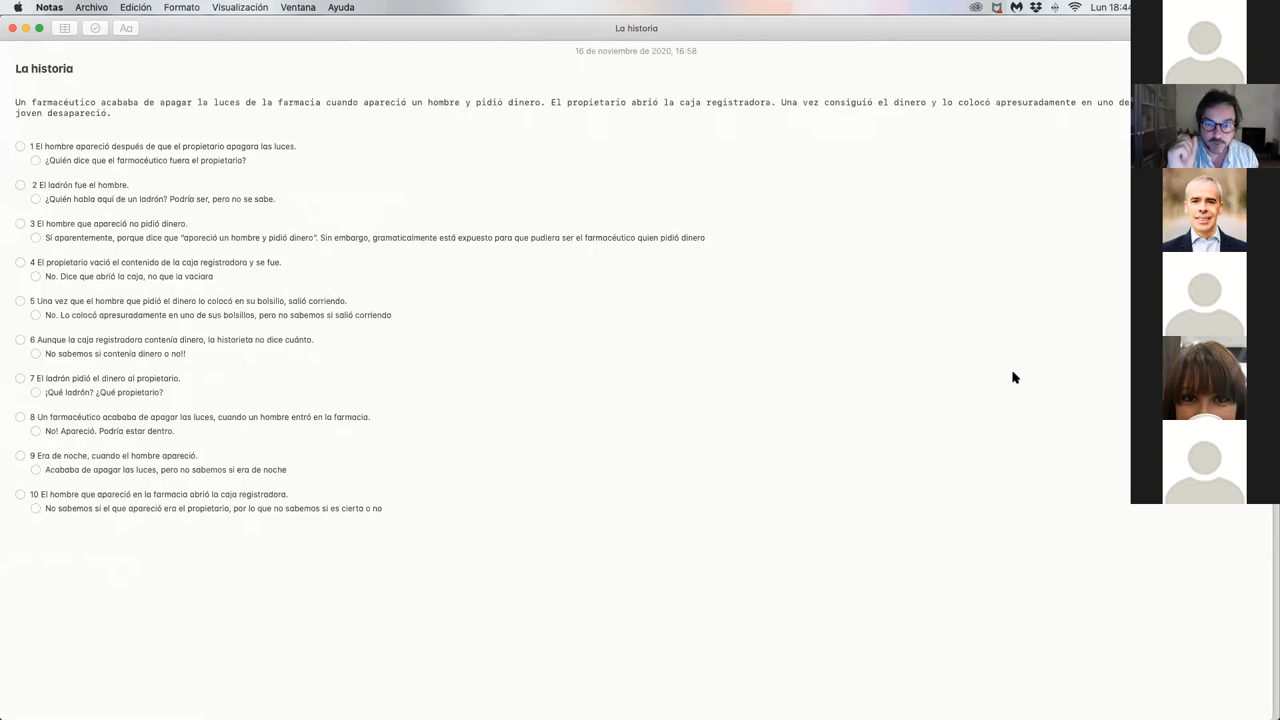 Notas Archivo Edición Formato Visualización Ventana Ayuda Lun 18:44
La historia
Aa
16 de noviembre de 2020, 16:58
La historia
Un farmacéutico acababa de apagar la luces de la farmacia cuando apareció un hombre y pidió dinero. El propietario abrió la caja registradora. Una vez consiguió el dinero y lo colocó apresuradamente en uno de
joven desapareció.
1 El hombre apareció después de que el propietario apagara las luces.
¿Quién dice que el farmacéutico fuera el propietario?
2 El ladrón fue el hombre.
¿Quién habla aquí de un ladrón? Podría ser, pero no se sabe.
3 El hombre que apareció no pidió dinero.
Sí aparentemente, porque dice que “apareció un hombre y pidió dinero”. Sin embargo, gramaticalmente está expuesto para que pudiera ser el farmacéutico quien pidió dinero
4 El propietario vació el contenido de la caja registradora y se fue.
No. Dice que abrió la caja, no que la vaciara
5 Una vez que el hombre que pidió el dinero lo colocó en su bolsillo, salió corriendo.
No. Lo colocó apresuradamente en uno de sus bolsillos, pero no sabemos si salió corriendo
6 Aunque la caja registradora contenía dinero, la historieta no dice cuánto.
No sabemos si contenía dinero o no!!
7 El ladrón pidió el dinero al propietario.
¡Qué ladrón? ¿Qué propietario?
8 Un farmacéutico acababa de apagar las luces, cuando un hombre entró en la farmacia.
No! Apareció. Podría estar dentro.
9 Era de noche, cuando el hombre apareció.
Acababa de apagar las luces, pero no sabemos si era de noche
10 El hombre que apareció en la farmacia abrió la caja registradora.
No sabemos si el que apareció era el propietario, por lo que no sabemos si es cierta o no